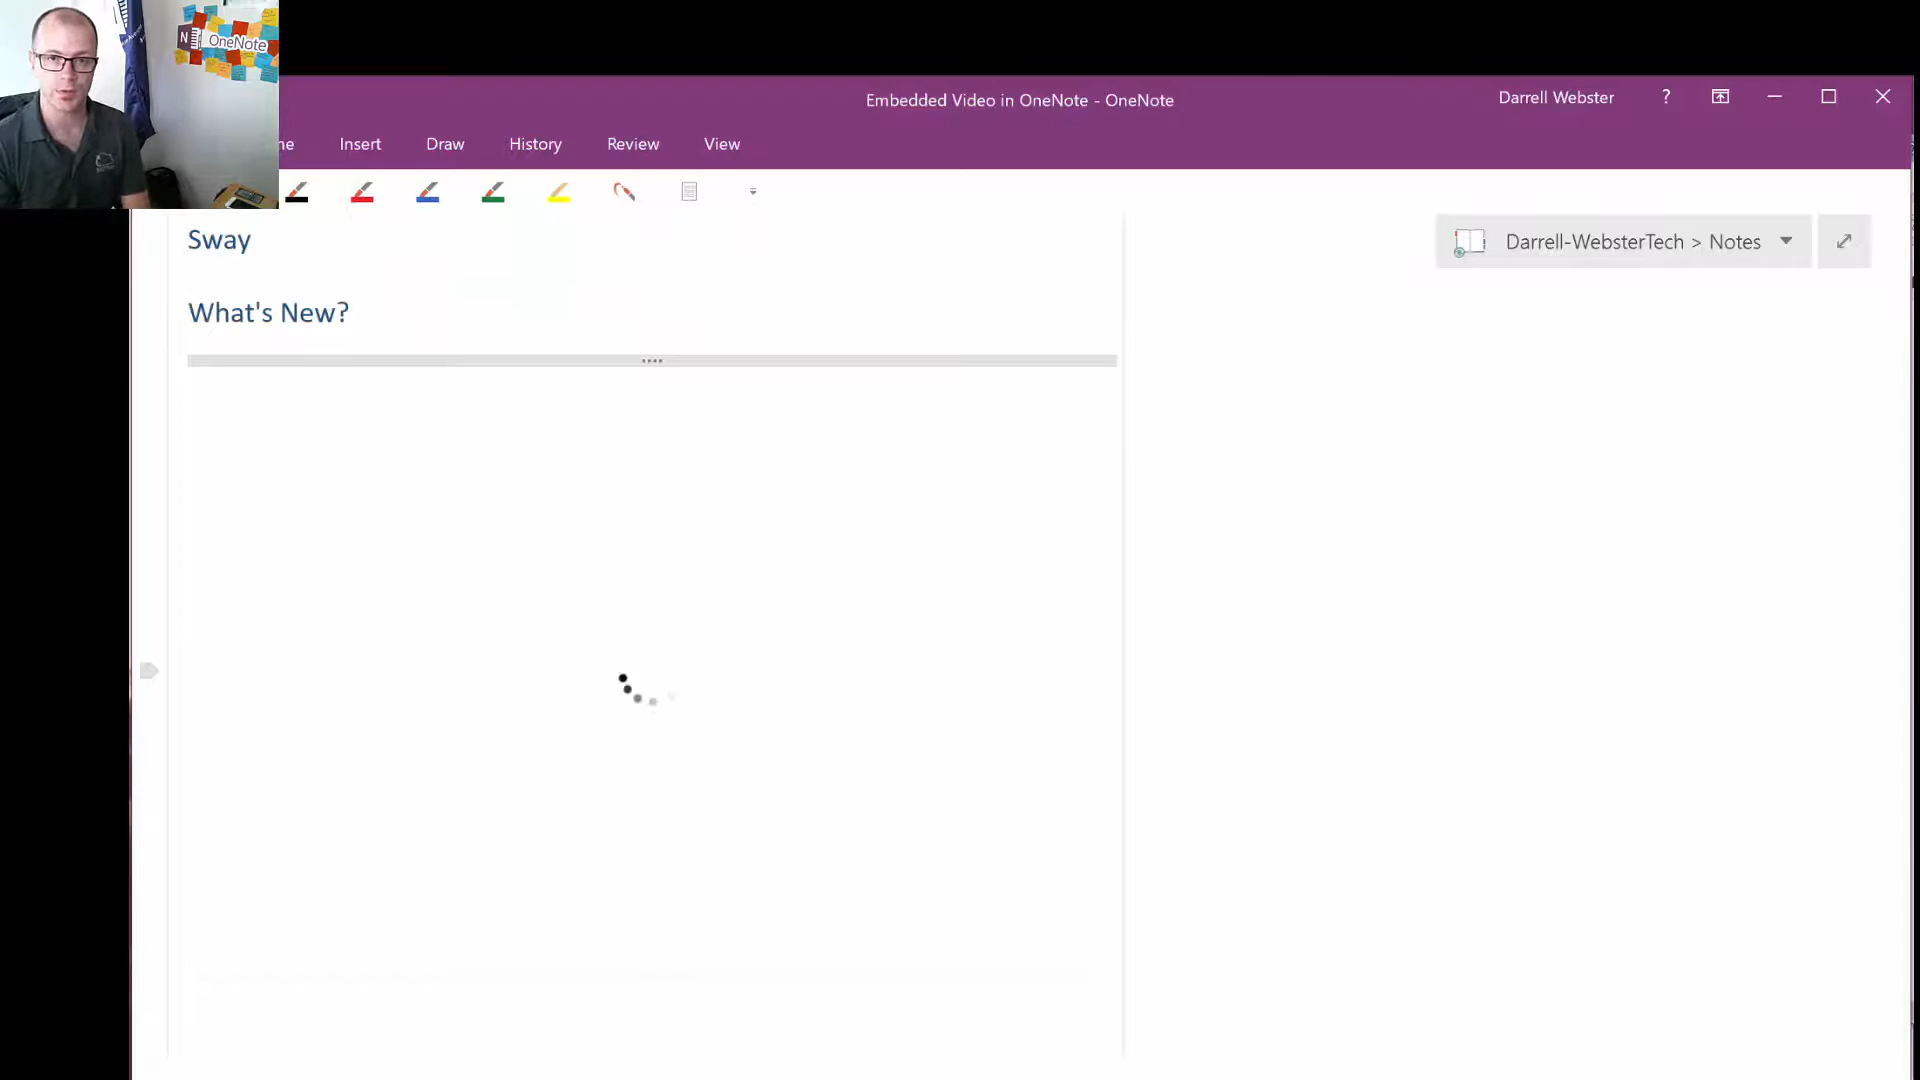 N OneNote
Embedded Video in OneNote - OneNote
Darrell Webster ?
me Insert Draw History Review View
Sway
Darrell-WebsterTech > Notes
What's New?